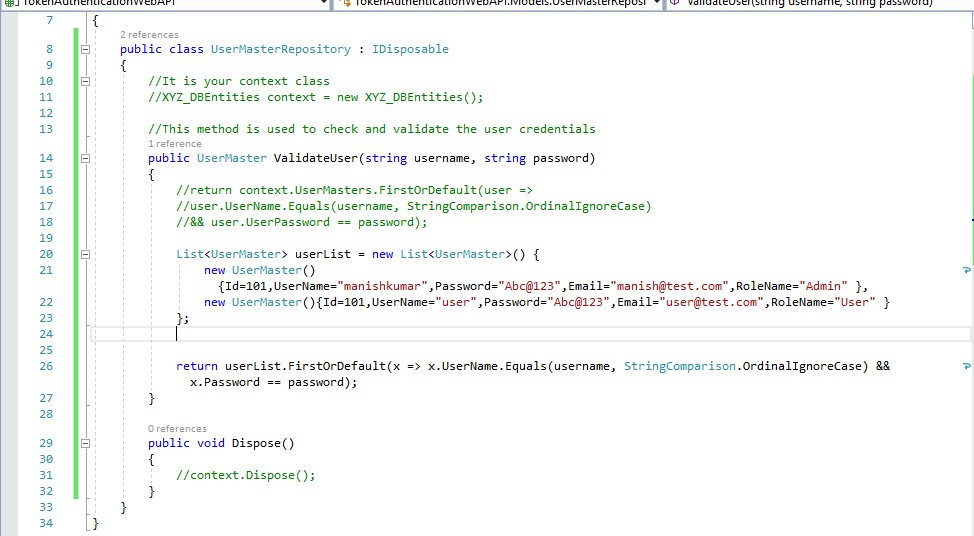 TokenAuthenticationWebAPI TokenAuthenticationWebAPI.Models.UserMasterReposi ValidateUser(string username, string password)
7 {
2 references
8 public class UserMasterRepository : IDisposable
9 {
10 //It is your context class
11 //XYZ_DBEntities context = new XYZ_DBEntities();
12
13 //This method is used to check and validate the user credentials
1 reference
14 public UserMaster ValidateUser(string username, string password)
15 {
16 //return context.UserMasters.FirstOrDefault(user =>
17 //user.UserName.Equals(username, StringComparison.OrdinalIgnoreCase)
18 //&& user.UserPassword == password);
19
20 List<UserMaster> userList = new List<UserMaster>() {
21 new UserMaster()
{Id=101,UserName="manishkumar",Password="Abc@123",Email="manish@test.com",RoleName="Admin" },
22 new UserMaster(){Id=101,UserName="user",Password="Abc@123",Email="user@test.com",RoleName="User" }
23 };
24
25
26 return userList.FirstOrDefault(x => x.UserName.Equals(username, StringComparison.OrdinalIgnoreCase) &&
x.Password == password);
27 }
28
0 references
29 public void Dispose()
30 {
31 //context.Dispose();
32 }
33 }
34 }